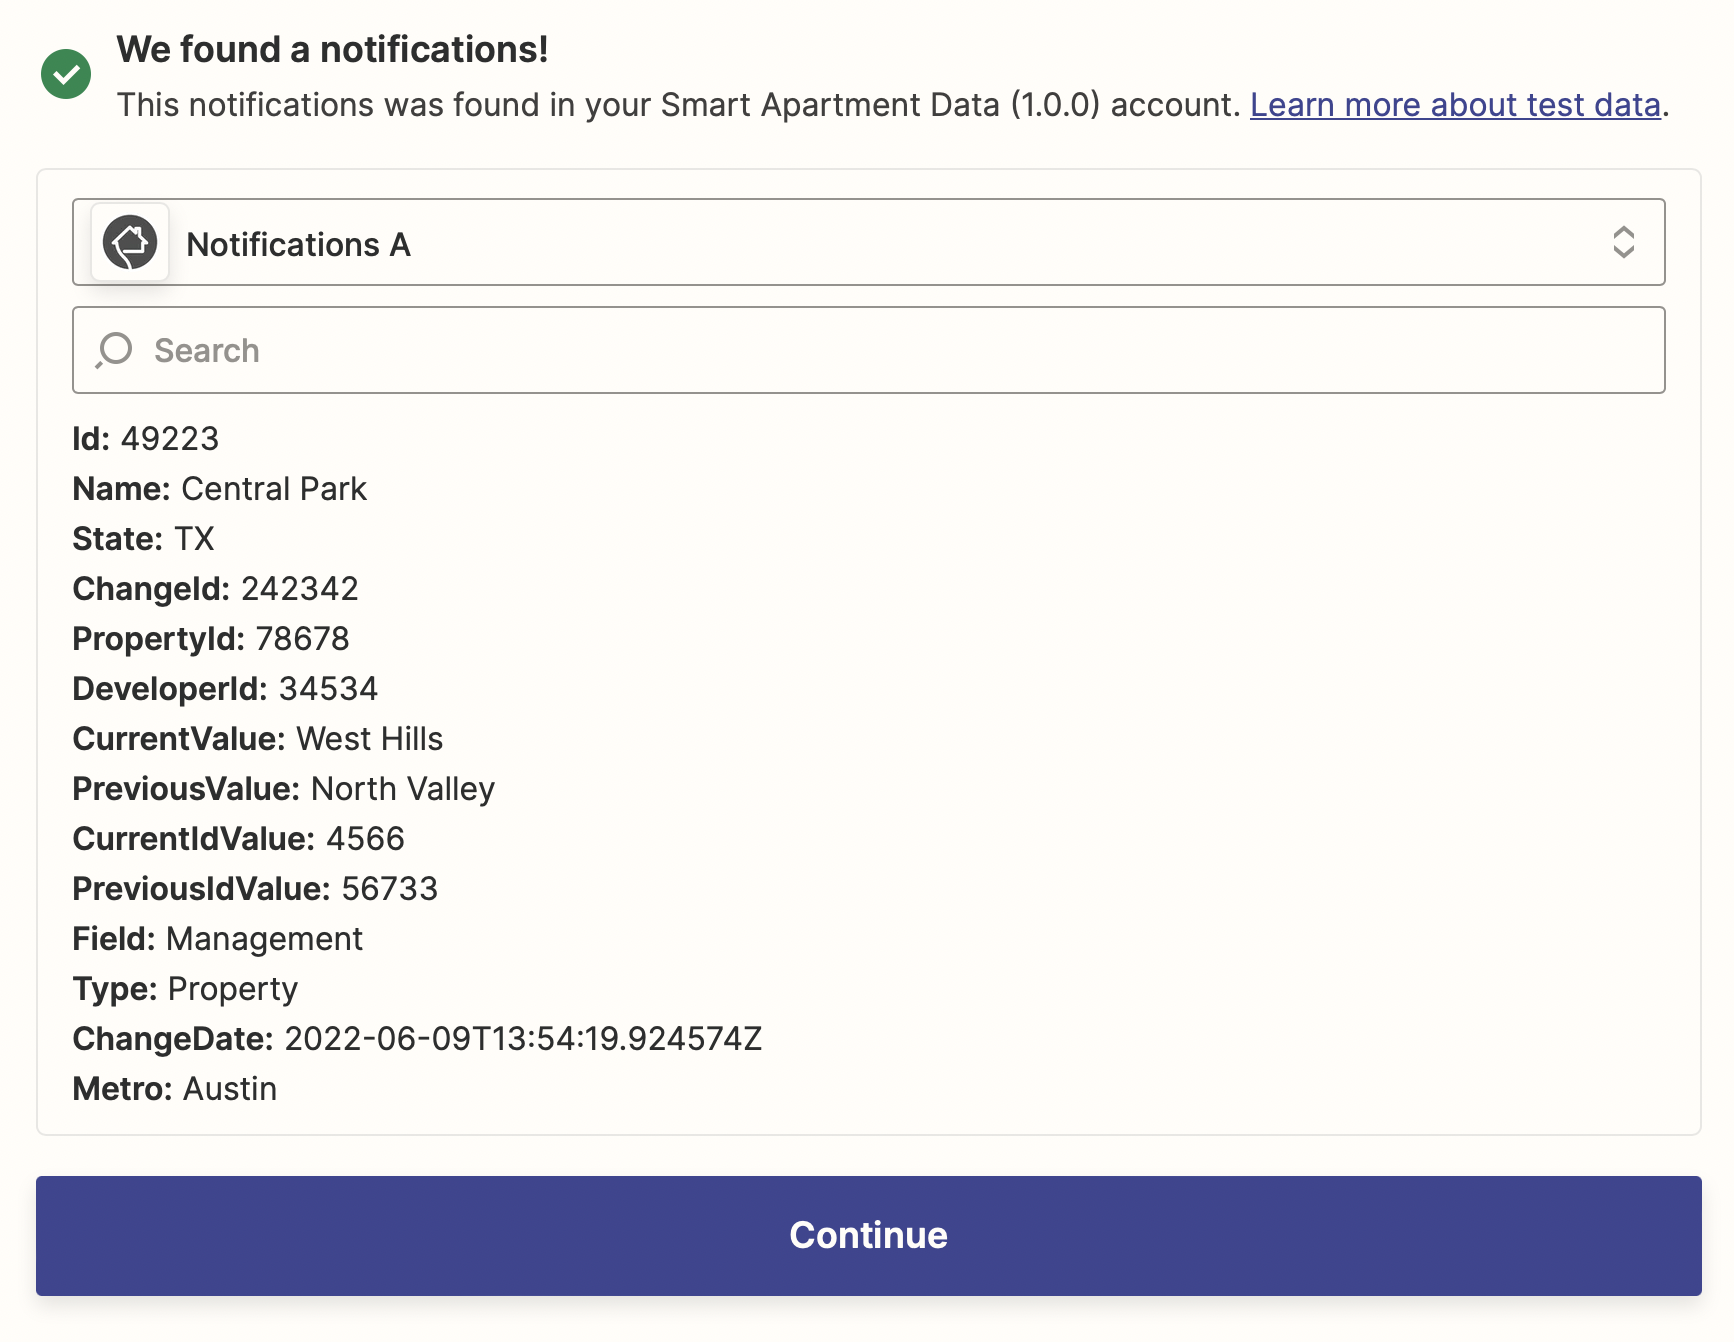 We found a notifications!
This notifications was found in your Smart Apartment Data (1.0.0) account. Learn more about test data.
Notifications A
Search
Id: 49223
Name: Central Park
State: TX
ChangeId: 242342
PropertyId: 78678
DeveloperId: 34534
CurrentValue: West Hills
PreviousValue: North Valley
CurrentIdValue: 4566
PreviousIdValue: 56733
Field: Management
Type: Property
ChangeDate: 2022-06-09T13:54:19.924574Z
Metro: Austin
Continue